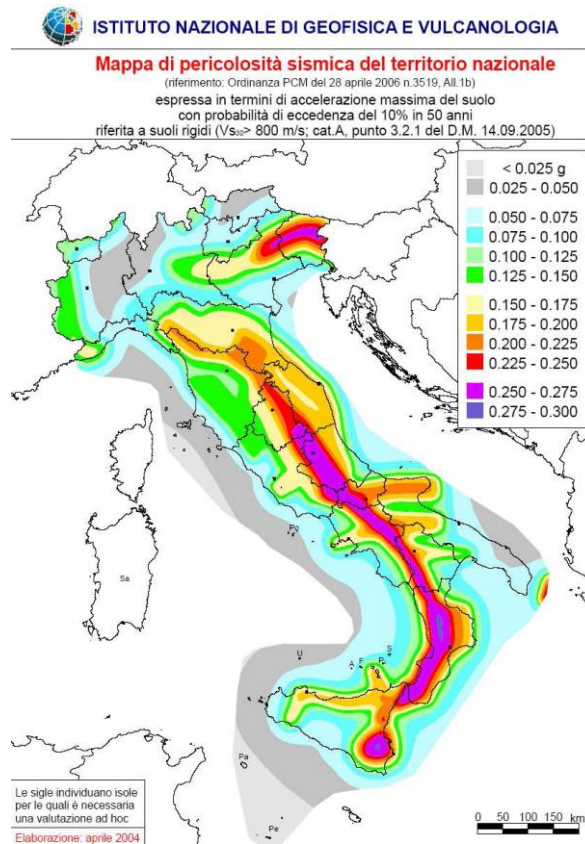 ISTITUTO NAZIONALE DI GEOFISICA E VULCANOLOGIA
Mappa di pericolosità sismica del territorio nazionale
(riferimento: Ordinanza PCM del 28 aprile 2006 n.3519, All.1b)
espressa in termini di accelerazione massima del suolo
con probabilità di eccedenza del 10% in 50 anni
riferita a suoli rigidi (Vs30> 800 m/s; cat.A, punto 3.2.1 del D.M. 14.09.2005)
< 0.025 g
0.025 - 0.050
0.050 - 0.075
0.075 - 0.100
0.100 - 0.125
0.125 - 0.150
0.150 - 0.175
0.175 - 0.200
0.200 - 0.225
0.225 - 0.250
0.250 - 0.275
0.275 - 0.300
Po
Sa
U
S
A
F
P
Pa
Pe
Le sigle individuano isole
per le quali è necessaria
una valutazione ad hoc
Elaborazione: aprile 2004
0 50 100 150 km